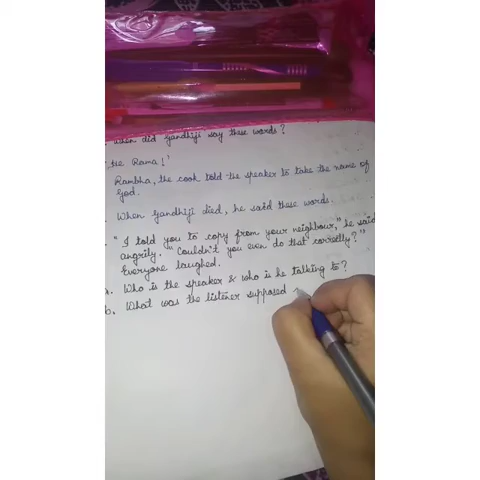 When did Gandhiji say these words?
'He Rama!'
Rambha, the cook told the speaker to take the name of
God.
When Gandhiji died, he said these words.
"I told you to copy from your neighbour," he said
angrily. "Couldn't you even do that correctly?"
Everyone laughed.
a. Who is the speaker & who is he talking to?
b. What was the listener supposed